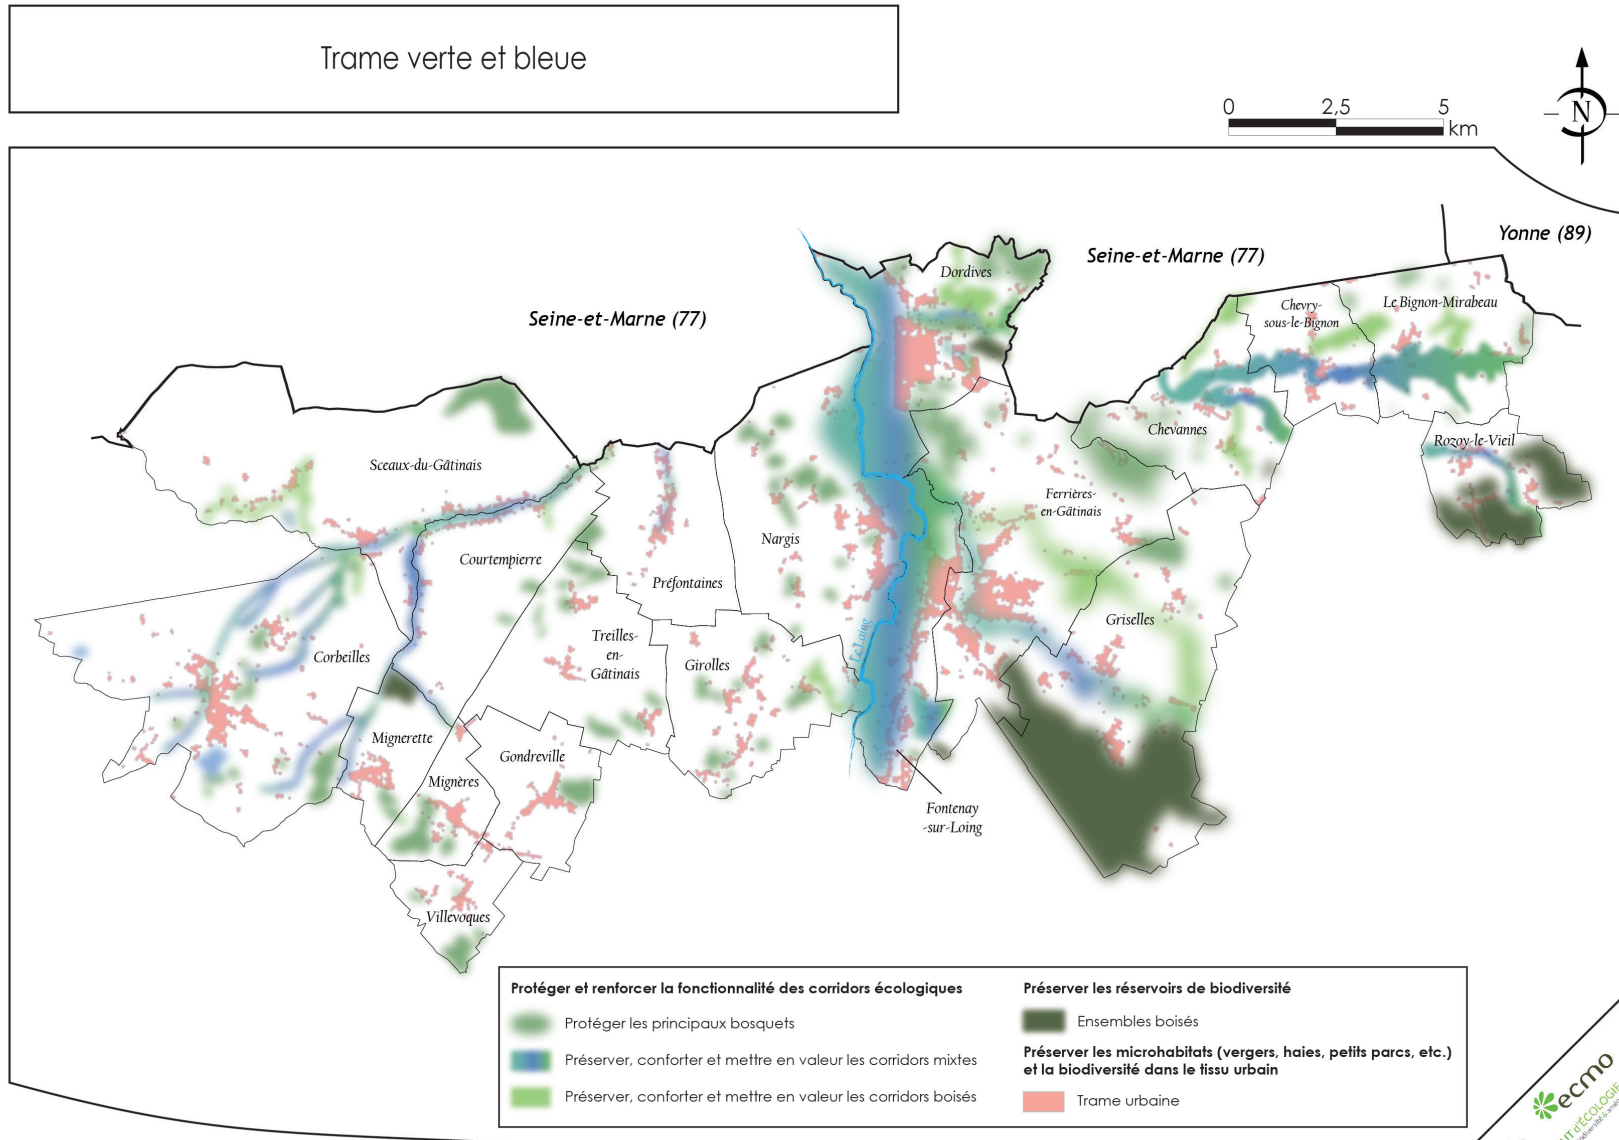 Trame verte et bleue
0 2,5 5
km
N
Yonne (89)
Seine-et-Marne (77)
Dordives
Chevry-
sous-le-Bignon
Le Bignon-Mirabeau
Seine-et-Marne (77)
Chevannes
Rozoy-le-Vieil
Sceaux-du-Gâtinais
Ferrières-
en-Gâtinais
Nargis
Courtempierre
Préfontaines
Griselles
Treilles-
en-
Gâtinais
Le Loing
Corbeilles
Girolles
Mignerette
Gondreville
Mignères
Fontenay
-sur-Loing
Villevoques
Protéger et renforcer la fonctionnalité des corridors écologiques
Protéger les principaux bosquets
Préserver, conforter et mettre en valeur les corridors mixtes
Préserver, conforter et mettre en valeur les corridors boisés
Préserver les réservoirs de biodiversité
Ensembles boisés
Préserver les microhabitats (vergers, haies, petits parcs, etc.)
et la biodiversité dans le tissu urbain
Trame urbaine
ecmo
d'ÉCOLOGIE